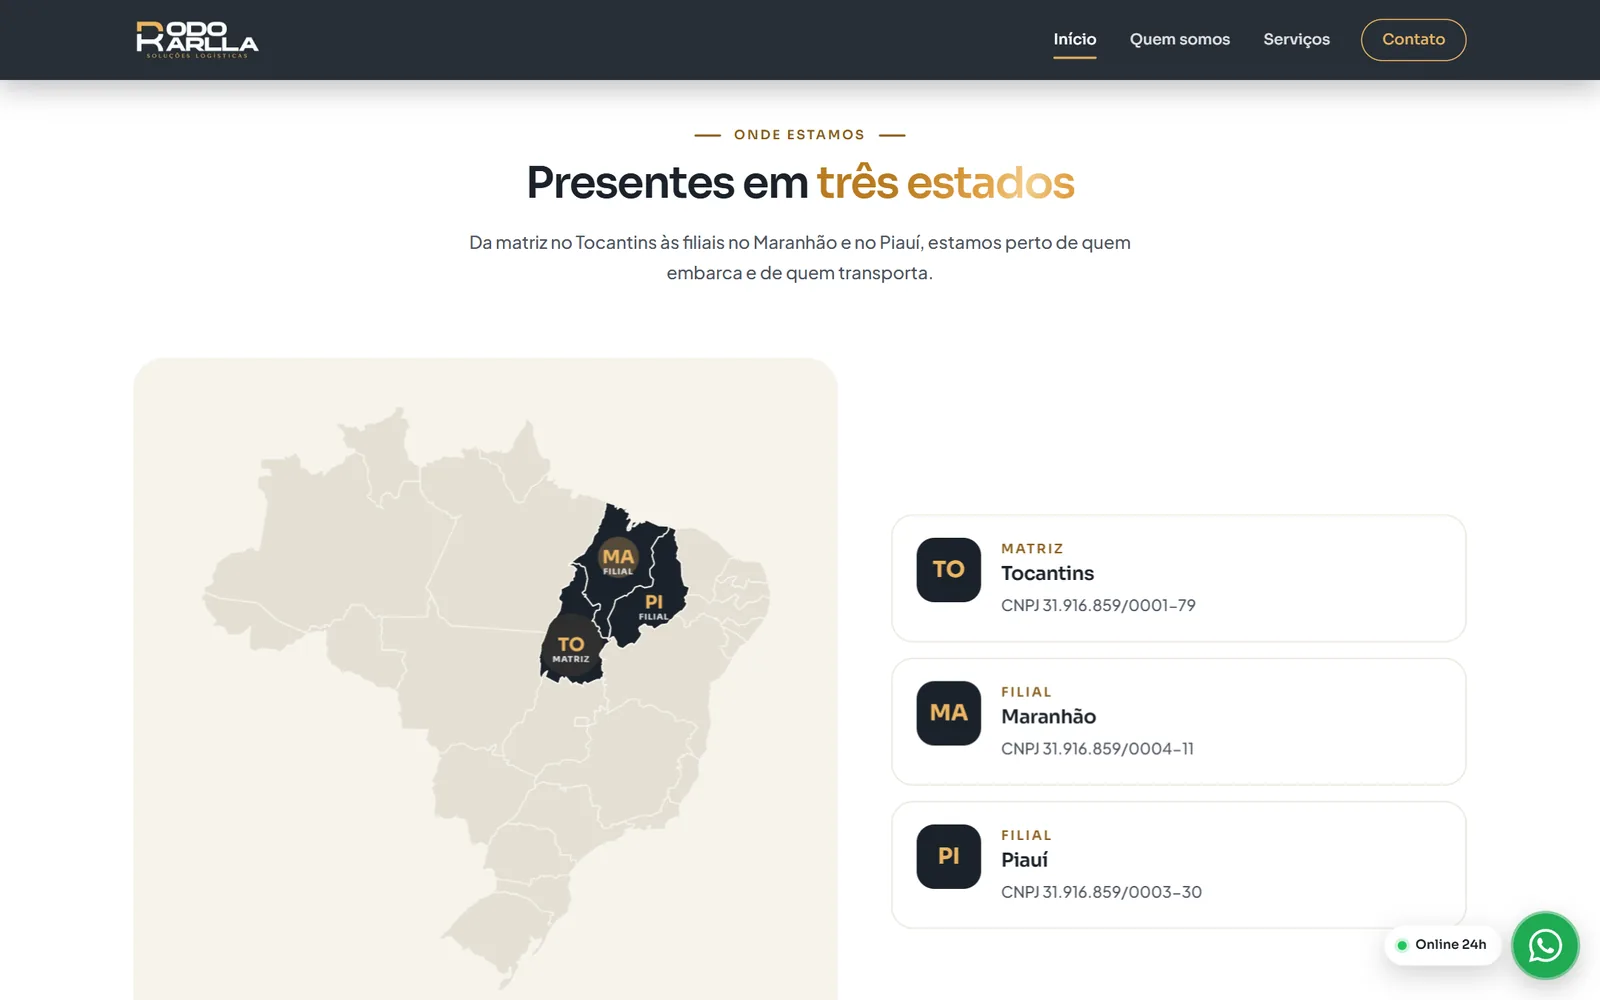 RODO
KARLLA
SOLUÇÕES LOGÍSTICAS
Início
Quem somos
Serviços
Contato
ONDE ESTAMOS
Presentes em três estados
Da matriz no Tocantins às filiais no Maranhão e no Piauí, estamos perto de quem
embarca e de quem transporta.
MA
FILIAL
PI
FILIAL
TO
MATRIZ
TO
MATRIZ
Tocantins
CNPJ 31.916.859/0001-79
MA
FILIAL
Maranhão
CNPJ 31.916.859/0004-11
PI
FILIAL
Piauí
CNPJ 31.916.859/0003-30
Online 24h